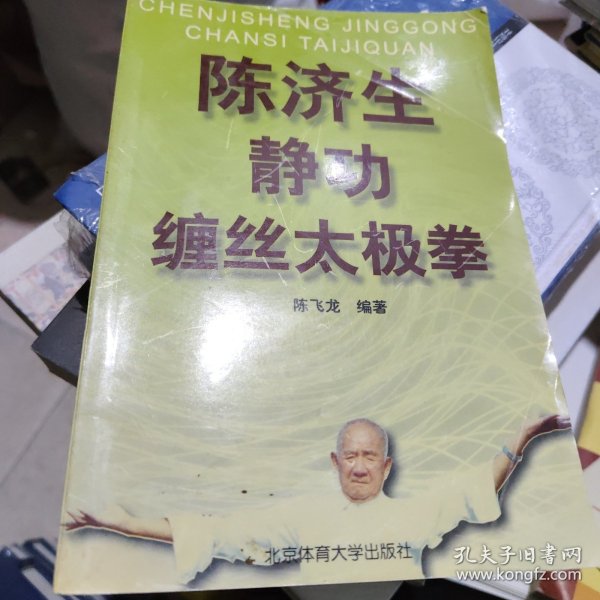 CHENJISHENG JINGGONG
CHANSI TAIJIQUAN
陈济生
静功
缠丝太极拳
陈飞龙 编著
北京体育大学出版社
孔夫子旧书网
www.kongfz.com